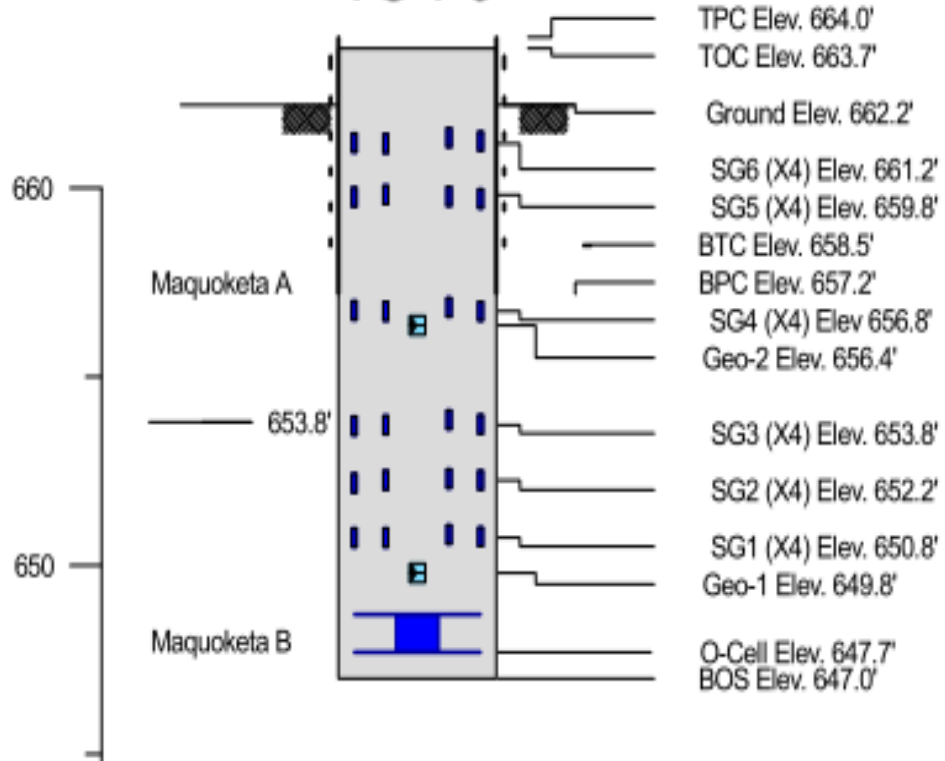 TPC Elev. 664.0'
TOC Elev. 663.7'
Ground Elev. 662.2'
SG6 (X4) Elev. 661.2'
660
SG5 (X4) Elev. 659.8'
BTC Elev. 658.5'
Maquoketa A
BPC Elev. 657.2'
SG4 (X4) Elev 656.8'
Geo-2 Elev. 656.4'
653.8'
SG3 (X4) Elev. 653.8'
SG2 (X4) Elev. 652.2'
SG1 (X4) Elev. 650.8'
650
Geo-1 Elev. 649.8'
Maquoketa B
O-Cell Elev. 647.7'
BOS Elev. 647.0'